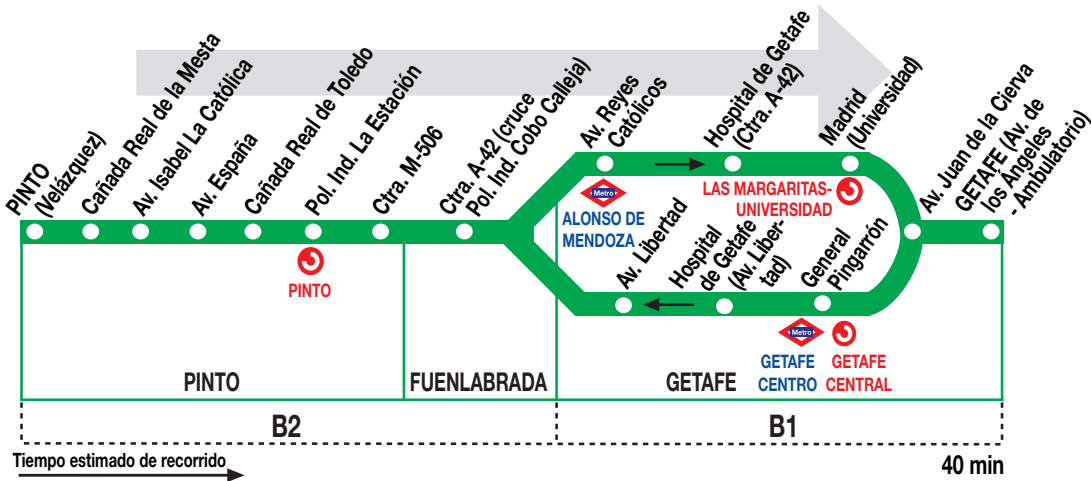 PINTO
(Velázquez)
Cañada Real de la Mesta
Av. Isabel La Católica
Av. España
Cañada Real de Toledo
Pol. Ind. La Estación
Ctra. M-506
Ctra. A-42 (cruce
Pol. Ind. Cobo Calleja)
Av. Reyes
Católicos
Hospital de Getafe
(Ctra. A-42)
Madrid
(Universidad)
Av. Juan de la Cierva
GETAFE (Av. de
los Ángeles
- Ambulatorio)
Metro
ALONSO DE
MENDOZA
LAS MARGARITAS-
UNIVERSIDAD
Av. Libertad
Hospital
de Getafe
(Av. Liber-
tad)
General
Pingarrón
PINTO
Metro
GETAFE
CENTRO
GETAFE
CENTRAL
PINTO
FUENLABRADA
GETAFE
B2
B1
Tiempo estimado de recorrido
40 min